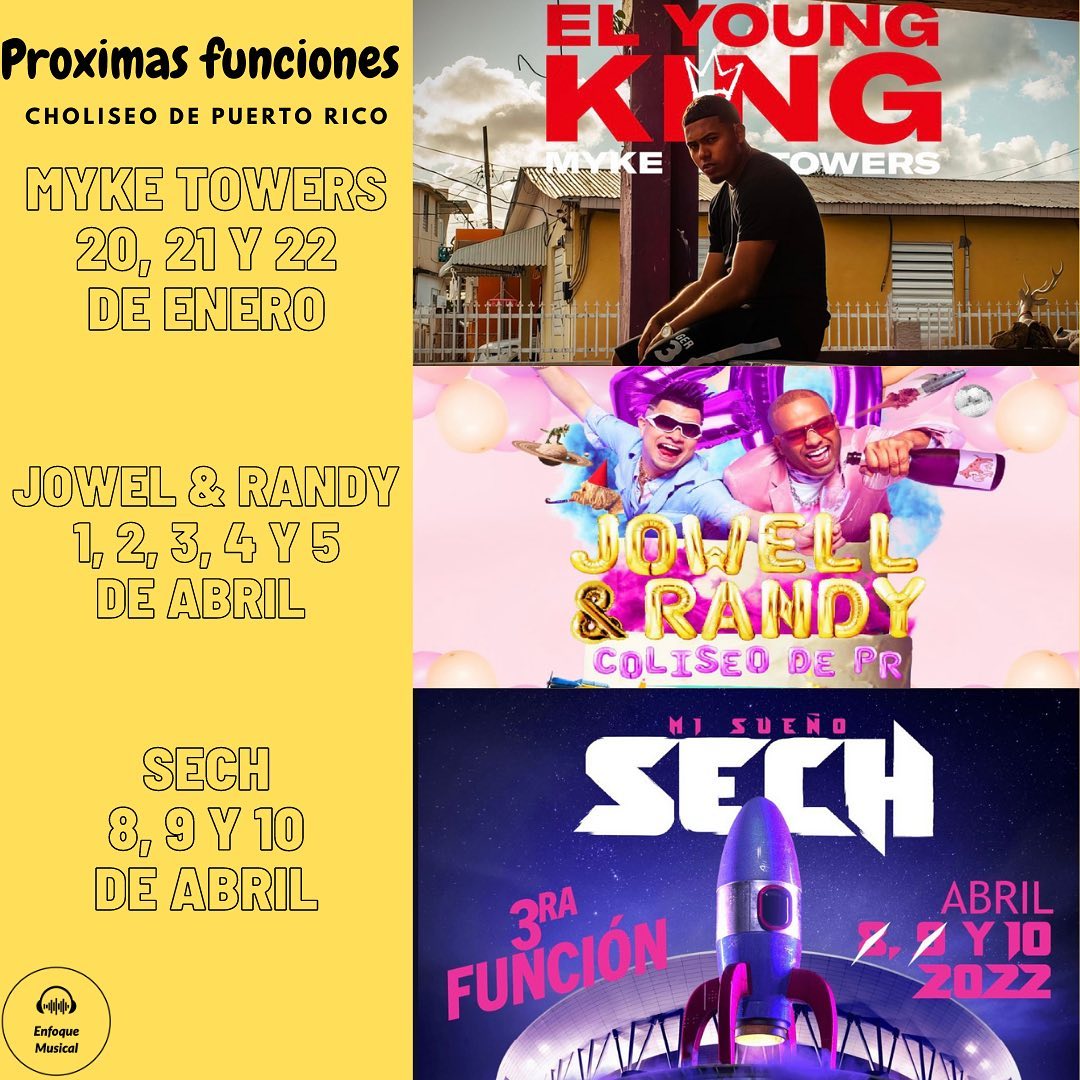 Proximas funciones
CHOLISEO DE PUERTO RICO
MYKE TOWERS
20, 21 Y 22
DE ENERO
JOWEL & RANDY
1, 2, 3, 4 Y 5
DE ABRIL
SECH
8, 9 Y 10
DE ABRIL
Enfoque
Musical
EL YOUNG
KING
MYKE TOWERS
JOWELL
& RANDY
COLISEO DE PR
MI SUEÑO
SECH
3RA
FUNCIÓN
ABRIL
8, 9 Y 10
2022